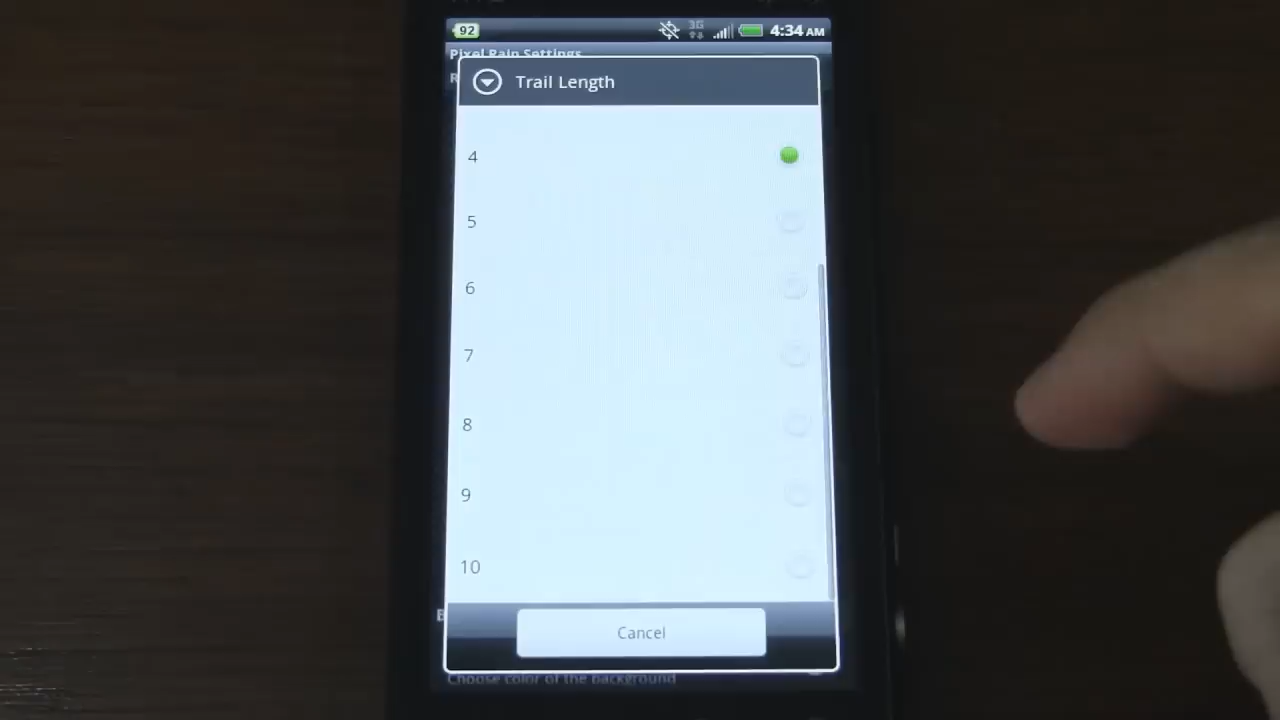 92 3G 4:34 AM
Pixel Rain Settings
Trail Length
4
5
6
7
8
9
10
Cancel
Choose color of the background